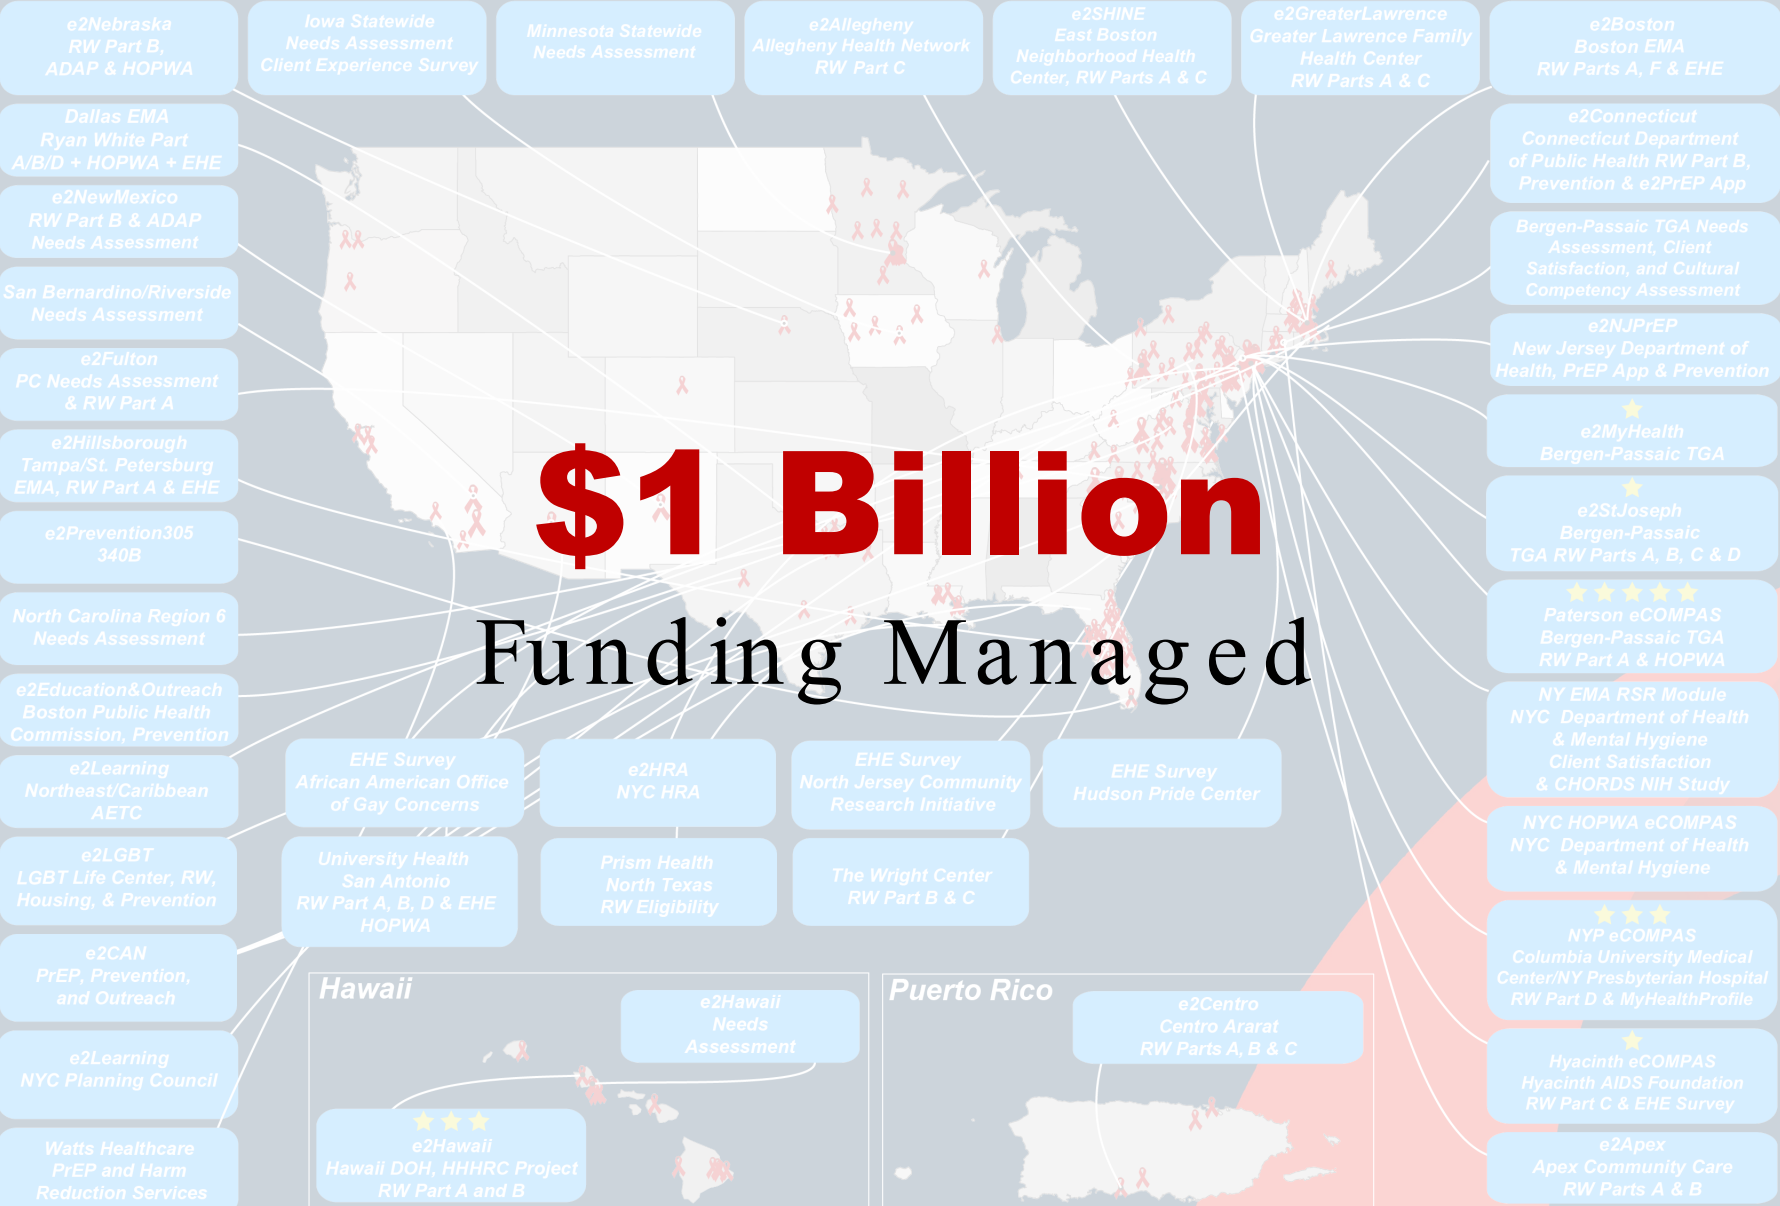 e2Nebraska
RW Part B,
ADAP & HOPWA
Iowa Statewide
Needs Assessment
Client Experience Survey
Minnesota Statewide
Needs Assessment
e2Allegheny
Allegheny Health Network
RW Part C
e2SHINE
East Boston
Neighborhood Health
Center, RW Parts A & C
e2GreaterLawrence
Greater Lawrence Family
Health Center
RW Parts A & C
e2Boston
Boston EMA
RW Parts A, F & EHE
Dallas EMA
Ryan White Part
A/B/D + HOPWA + EHE
e2NewMexico
RW Part B & ADAP
Needs Assessment
San Bernardino/Riverside
Needs Assessment
e2Fulton
PC Needs Assessment
& RW Part A
e2Hillsborough
Tampa/St. Petersburg
EMA, RW Part A & EHE
e2Prevention305
340B
North Carolina Region 6
Needs Assessment
e2Education&Outreach
Boston Public Health
Commission, Prevention
e2Learning
Northeast/Caribbean
AETC
e2LGBT
LGBT Life Center, RW,
Housing, & Prevention
e2CAN
PrEP, Prevention,
and Outreach
e2Learning
NYC Planning Council
Watts Healthcare
PrEP and Harm
Reduction Services
$1 Billion
Funding Managed
EHE Survey
African American Office
of Gay Concerns
e2HRA
NYC HRA
EHE Survey
North Jersey Community
Research Initiative
EHE Survey
Hudson Pride Center
University Health
San Antonio
RW Part A, B, D & EHE
HOPWA
Prism Health
North Texas
RW Eligibility
The Wright Center
RW Part B & C
Hawaii
e2Hawaii
Needs
Assessment
e2Hawaii
Hawaii DOH, HHHRC Project
RW Part A and B
Puerto Rico
e2Centro
Centro Ararat
RW Parts A, B & C
e2Connecticut
Connecticut Department
of Public Health RW Part B,
Prevention & e2PrEP App
Bergen-Passaic TGA Needs
Assessment, Client
Satisfaction, and Cultural
Competency Assessment
e2NJPrEP
New Jersey Department of
Health, PrEP App & Prevention
e2MyHealth
Bergen-Passaic TGA
e2StJoseph
Bergen-Passaic
TGA RW Parts A, B, C & D
Paterson eCOMPAS
Bergen-Passaic TGA
RW Part A & HOPWA
NY EMA RSR Module
NYC Department of Health
& Mental Hygiene
Client Satisfaction
& CHORDS NIH Study
NYC HOPWA eCOMPAS
NYC Department of Health
& Mental Hygiene
NYP eCOMPAS
Columbia University Medical
Center/NY Presbyterian Hospital
RW Part D & MyHealthProfile
Hyacinth eCOMPAS
Hyacinth AIDS Foundation
RW Part C & EHE Survey
e2Apex
Apex Community Care
RW Parts A & B